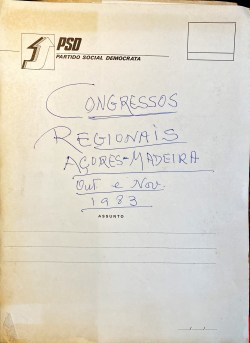 PSD
PARTIDO SOCIAL DEMOCRATA
CONGRESSOS
REGIONAIS
AÇORES-MADEIRA
Out e Nov.
1983
ASSUNTO
/ /